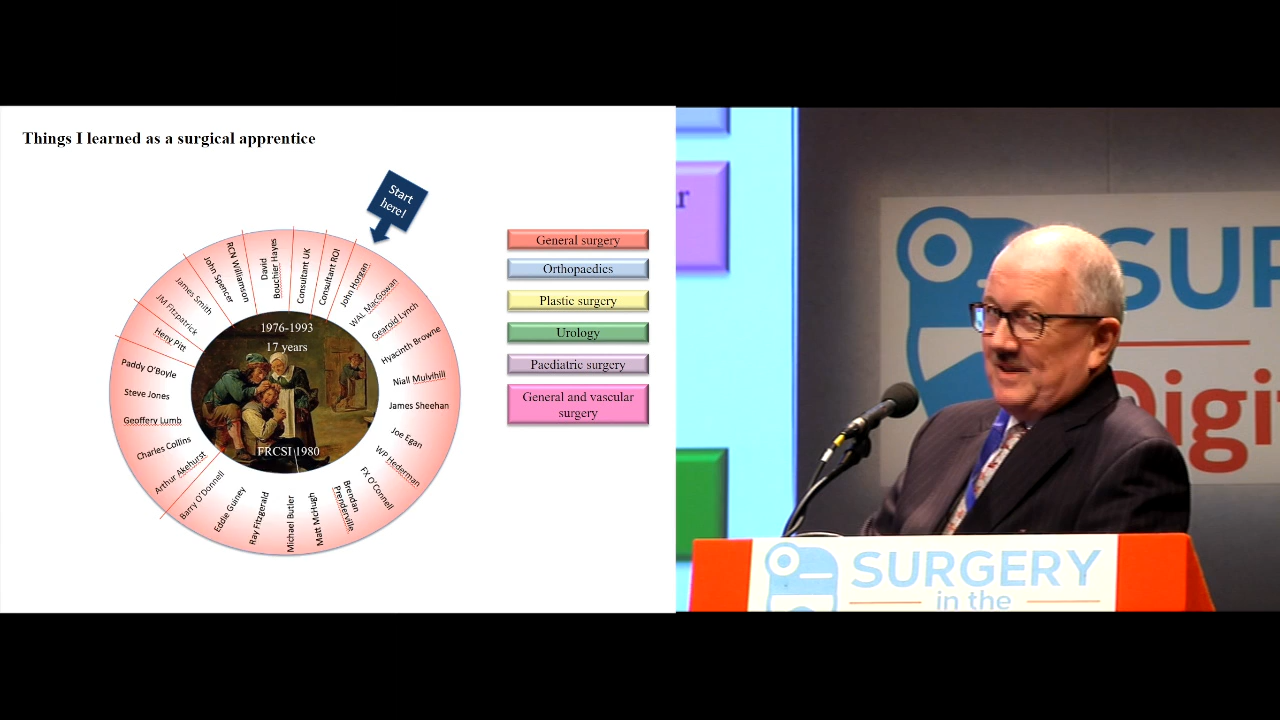 Things I learned as a surgical apprentice
Start
here!
John Horgan
WAL MacGowan
Gearoid Lynch
Hyacinth Browne
Niall Mulvihill
James Sheehan
Joe Egan
WP Hederman
FX O'Connell
Brendan
Prenderville
Matt McHugh
Michael Butler
Ray Fitzgerald
Eddie Guiney
Barry O'Donnell
Arthur Akehurst
Charles Collins
Geoffery Lumb
Steve Jones
Paddy O'Boyle
Henry Pitt
JM Fitzpatrick
James Smith
John Spencer
RCN Williamson
David
Bouchier Hayes
Consultant UK
Consultant ROI
1976-1993
17 years
FRCSI 1980
General surgery
Orthopaedics
Plastic surgery
Urology
Paediatric surgery
General and vascular
surgery
r
SUR
Digi
SURGERY
in the